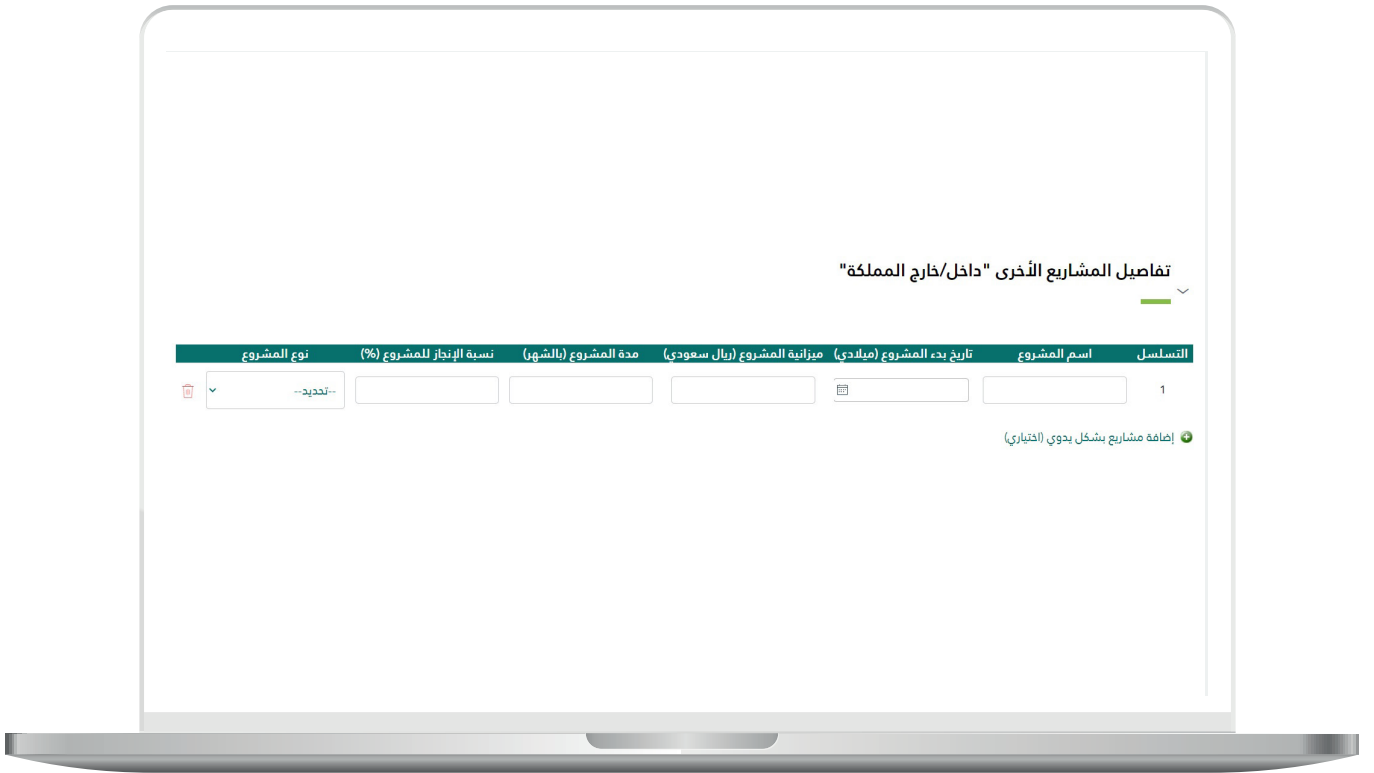 تفاصيل المشاريع الأخرى "داخل/خارج المملكة"
التسلسل اسم المشروع تاريخ بدء المشروع (ميلادي) ميزانية المشروع (ريال سعودي) مدة المشروع (بالشهر) نسبة الإنجاز للمشروع (%) نوع المشروع
1 --تحديد--
إضافة مشاريع بشكل يدوي (اختياري)